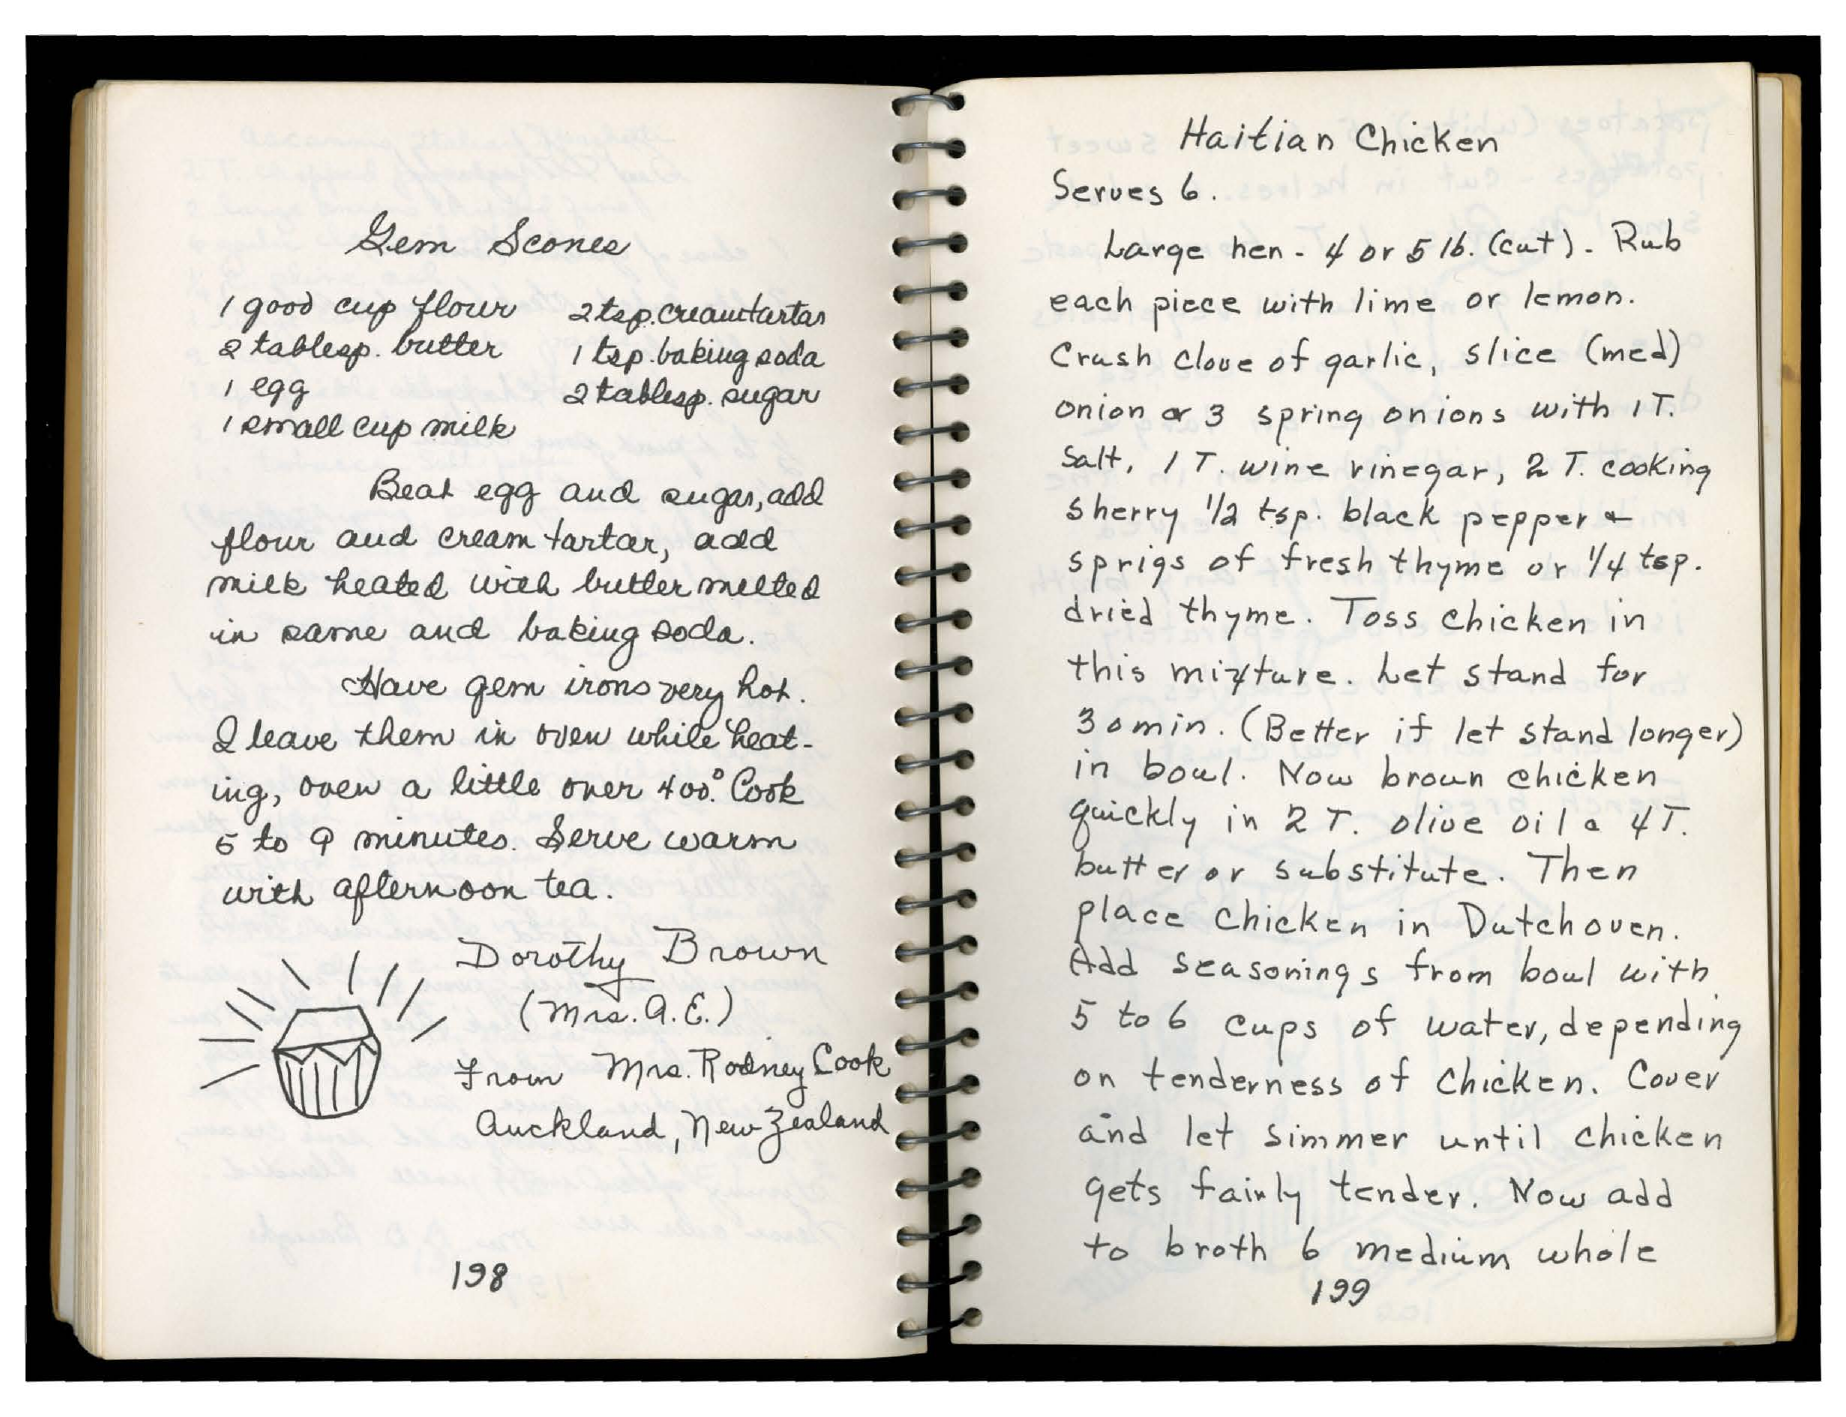 Gem Scones
1 good cup flour 2 tsp. creamtartar
2 tablesp. butter 1 tsp. baking soda
1 egg 2 tablesp. sugar
1 small cup milk
Beat egg and sugar, add
flour and cream tartar, add
milk heated with butter melted
in same and baking soda.
Have gem irons very hot.
I leave them in oven while heat-
ing, oven a little over 400°. Cook
5 to 9 minutes. Serve warm
with afternoon tea.
Dorothy Brown
(Mrs. A.E.)
From Mrs. Rodney Cook
Auckland, New Zealand
198
Haitian Chicken
Serves 6.
Large hen - 4 or 5 lb. (cut). Rub
each piece with lime or lemon.
Crush clove of garlic, slice (med)
onion or 3 spring onions with 1 T.
Salt, 1 T. wine vinegar, 2 T. cooking
sherry 1/2 tsp. black pepper &
sprigs of fresh thyme or 1/4 tsp.
dried thyme. Toss chicken in
this mixture. Let stand for
30 min. (Better if let stand longer)
in bowl. Now brown chicken
quickly in 2 T. olive oil & 4 T.
butter or substitute. Then
place chicken in Dutchoven.
Add seasonings from bowl with
5 to 6 cups of water, depending
on tenderness of chicken. Cover
and let simmer until chicken
gets fairly tender. Now add
to broth 6 medium whole
199